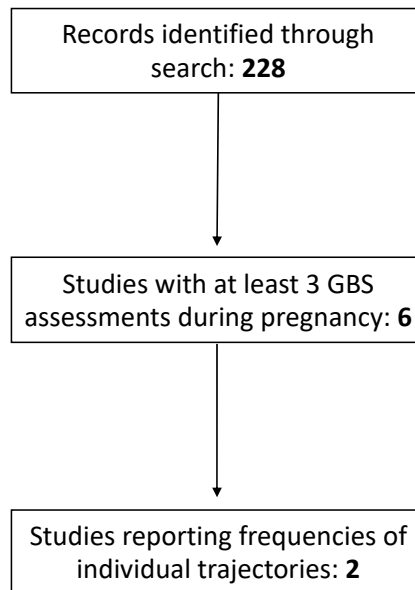 Records identified through
search: 228
Studies with at least 3 GBS
assessments during pregnancy: 6
Studies reporting frequencies of
individual trajectories: 2